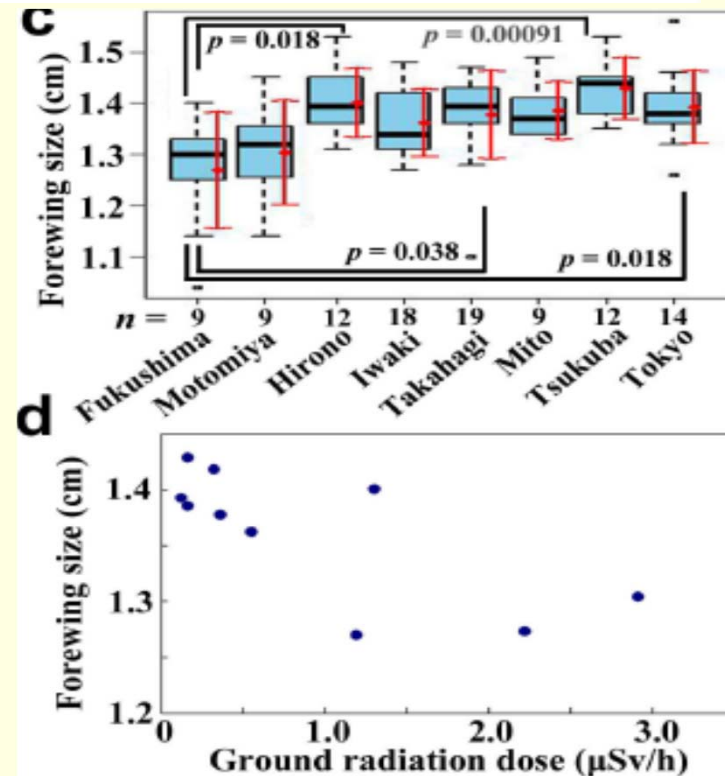 c
p = 0.018
p = 0.00091
1.5
1.4
1.3
1.2
1.1
Forewing size (cm)
p = 0.038
p = 0.018
n = 9 9 12 18 19 9 12 14
Fukushima Motomiya Hirono Iwaki Takahagi Mito Tsukuba Tokyo
d
Forewing size (cm)
1.4
1.3
1.2
0 1.0 2.0 3.0
Ground radiation dose (μSv/h)